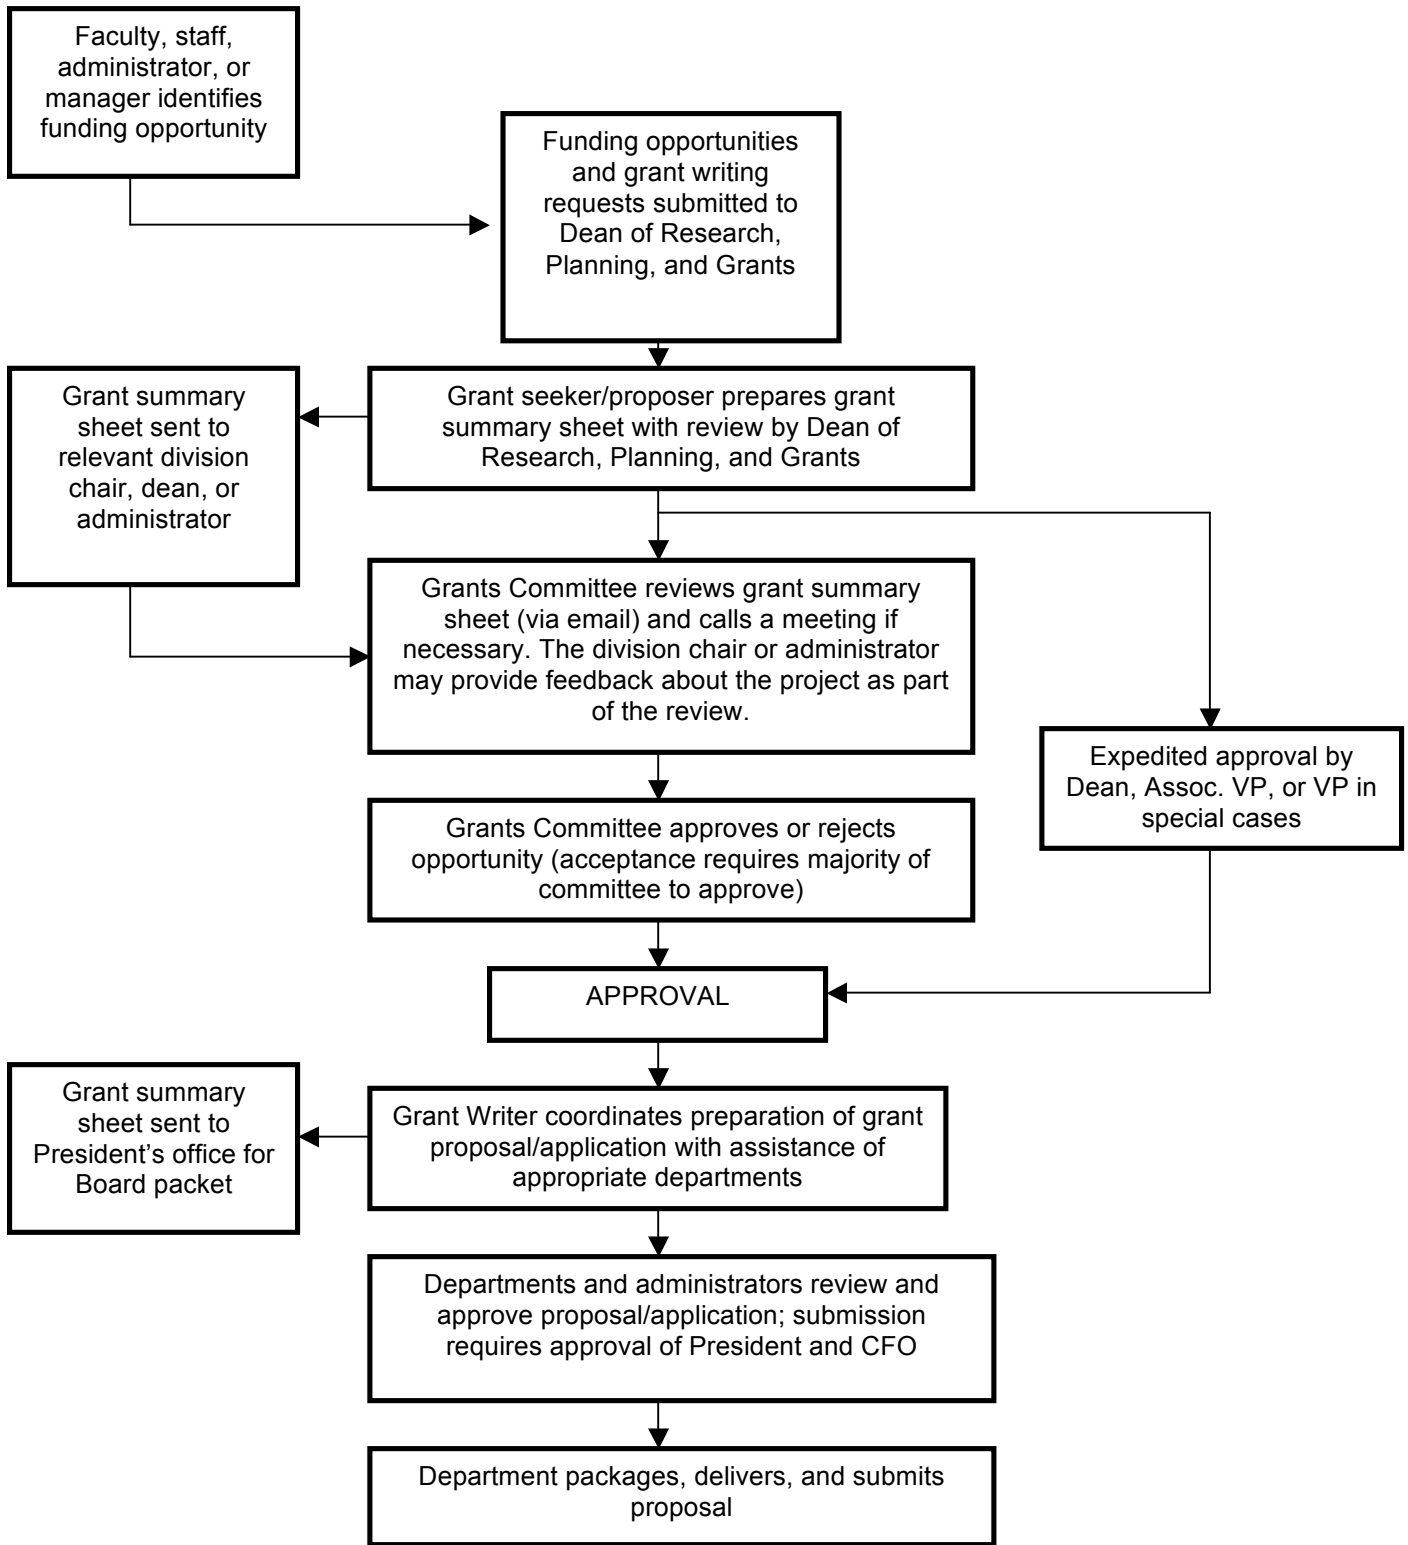 Faculty, staff,
administrator, or
manager identifies
funding opportunity
Funding opportunities
and grant writing
requests submitted to
Dean of Research,
Planning, and Grants
Grant summary
sheet sent to
relevant division
chair, dean, or
administrator
Grant seeker/proposer prepares grant
summary sheet with review by Dean of
Research, Planning, and Grants
Grants Committee reviews grant summary
sheet (via email) and calls a meeting if
necessary. The division chair or administrator
may provide feedback about the project as part
of the review.
Expedited approval by
Dean, Assoc. VP, or VP in
special cases
Grants Committee approves or rejects
opportunity (acceptance requires majority of
committee to approve)
APPROVAL
Grant summary
sheet sent to
President’s office for
Board packet
Grant Writer coordinates preparation of grant
proposal/application with assistance of
appropriate departments
Departments and administrators review and
approve proposal/application; submission
requires approval of President and CFO
Department packages, delivers, and submits
proposal